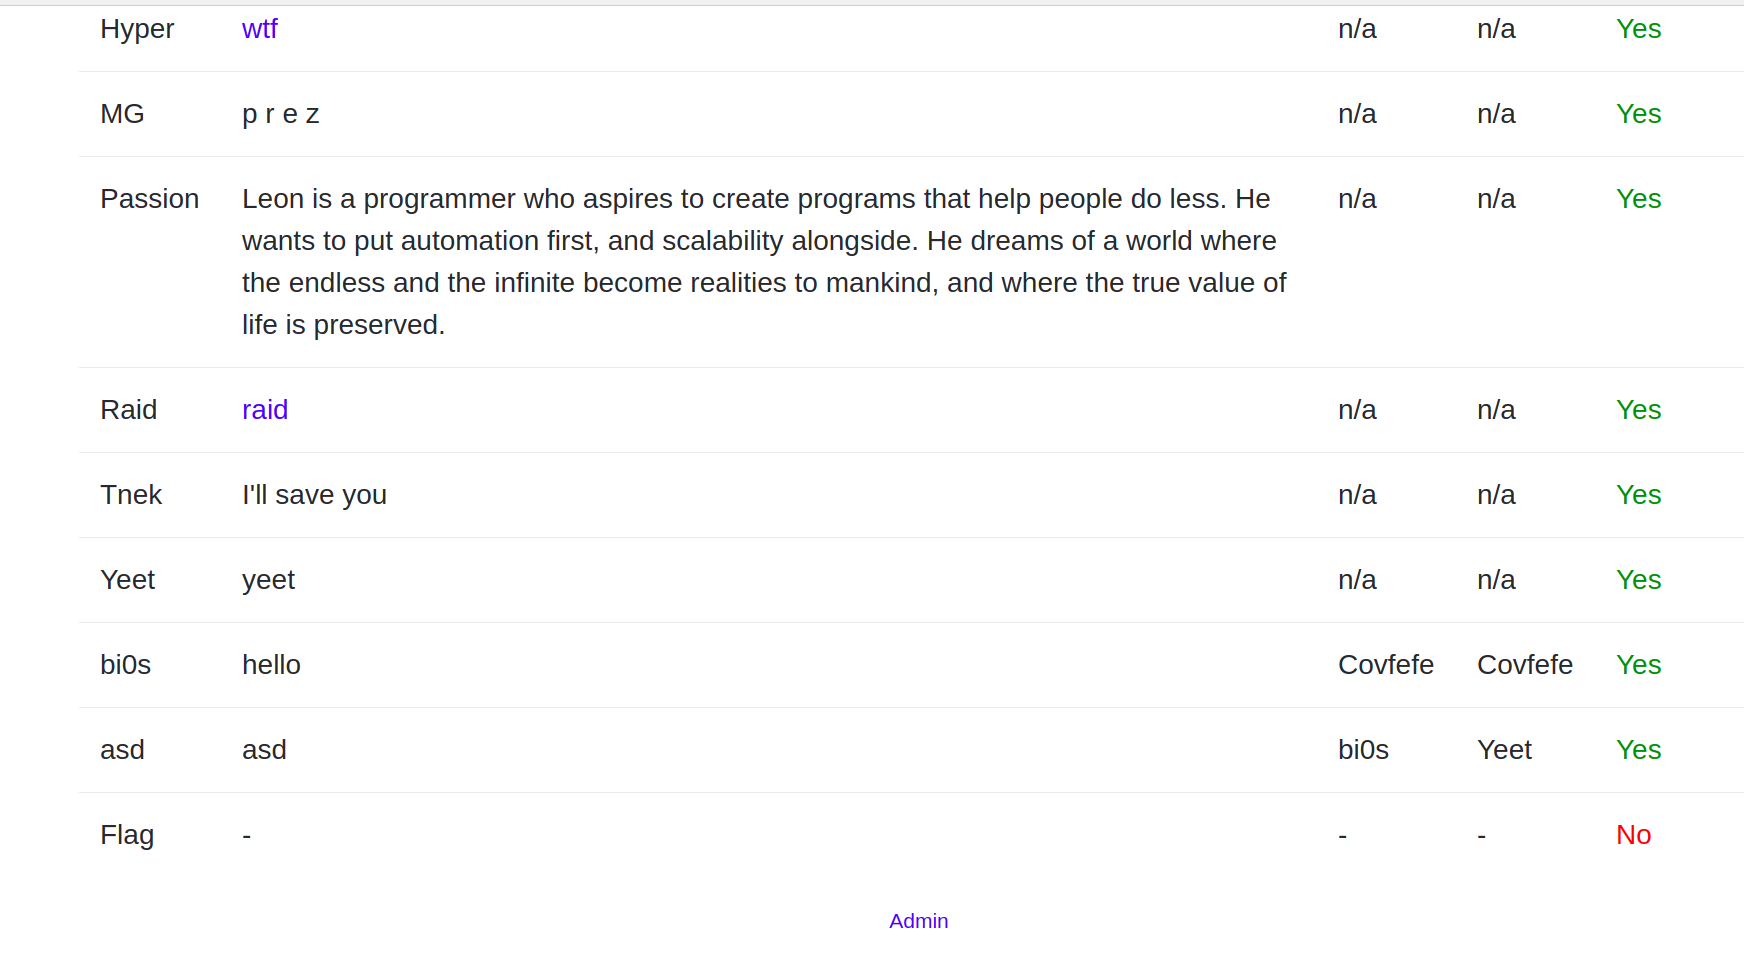 Hyper wtf n/a n/a Yes
MG p r e z n/a n/a Yes
Passion Leon is a programmer who aspires to create programs that help people do less. He n/a n/a Yes
wants to put automation first, and scalability alongside. He dreams of a world where
the endless and the infinite become realities to mankind, and where the true value of
life is preserved.
Raid raid n/a n/a Yes
Tnek I'll save you n/a n/a Yes
Yeet yeet n/a n/a Yes
bi0s hello Covfefe Covfefe Yes
asd asd bi0s Yeet Yes
Flag - - - No
Admin